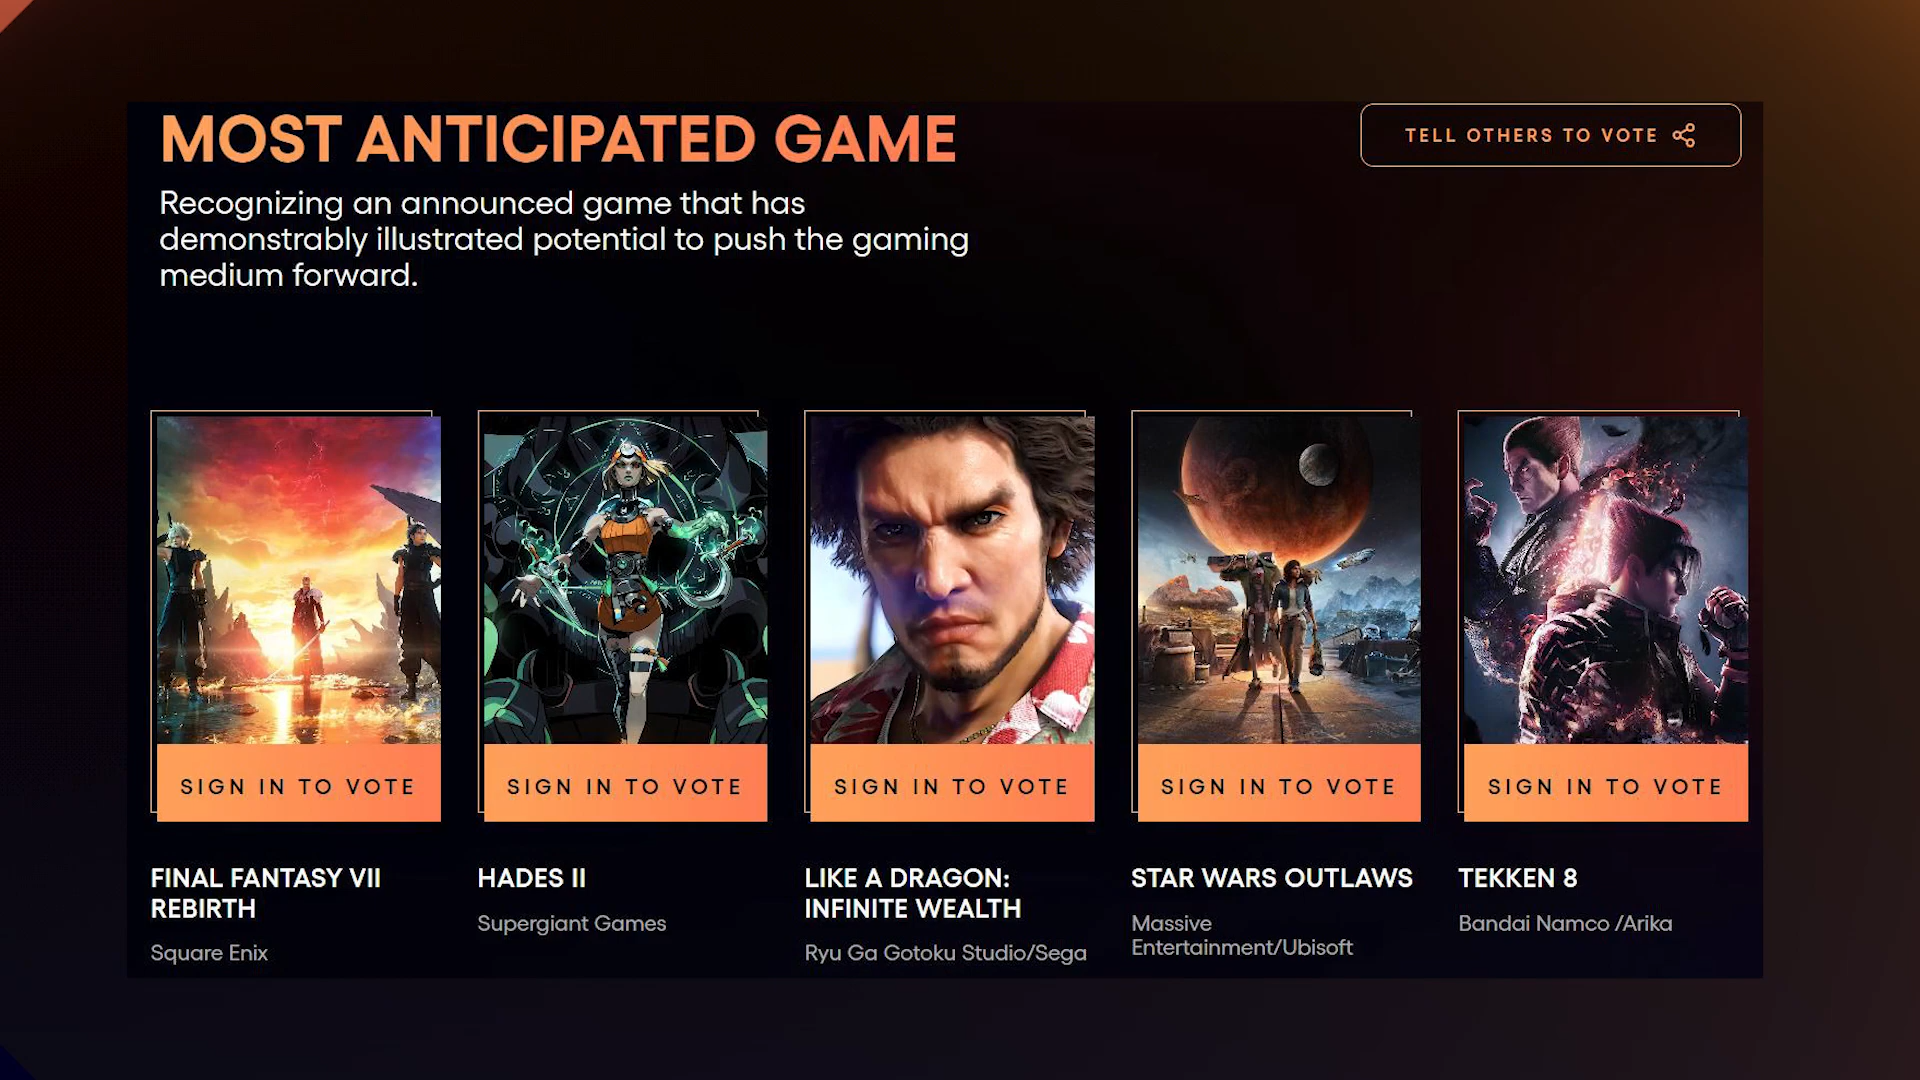 MOST ANTICIPATED GAME
TELL OTHERS TO VOTE
Recognizing an announced game that has
demonstrably illustrated potential to push the gaming
medium forward.
SIGN IN TO VOTE
SIGN IN TO VOTE
SIGN IN TO VOTE
SIGN IN TO VOTE
SIGN IN TO VOTE
FINAL FANTASY VII
REBIRTH
Square Enix
HADES II
Supergiant Games
LIKE A DRAGON:
INFINITE WEALTH
Ryu Ga Gotoku Studio/Sega
STAR WARS OUTLAWS
Massive
Entertainment/Ubisoft
TEKKEN 8
Bandai Namco /Arika